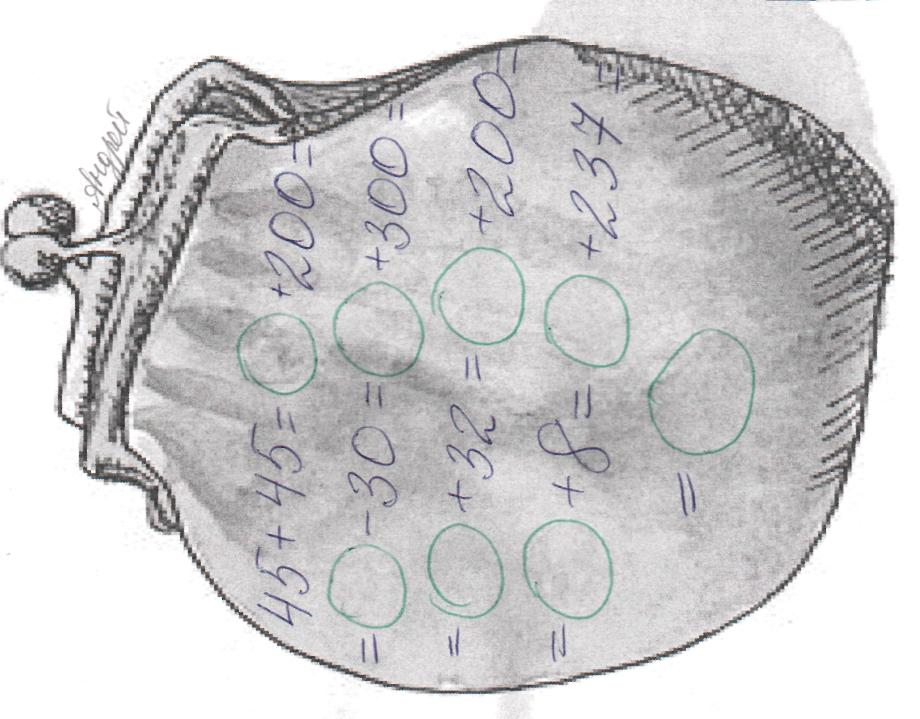 Андрей
45+45= +200=
= -30= +300=
= +32= +200=
= +8= +237=
=